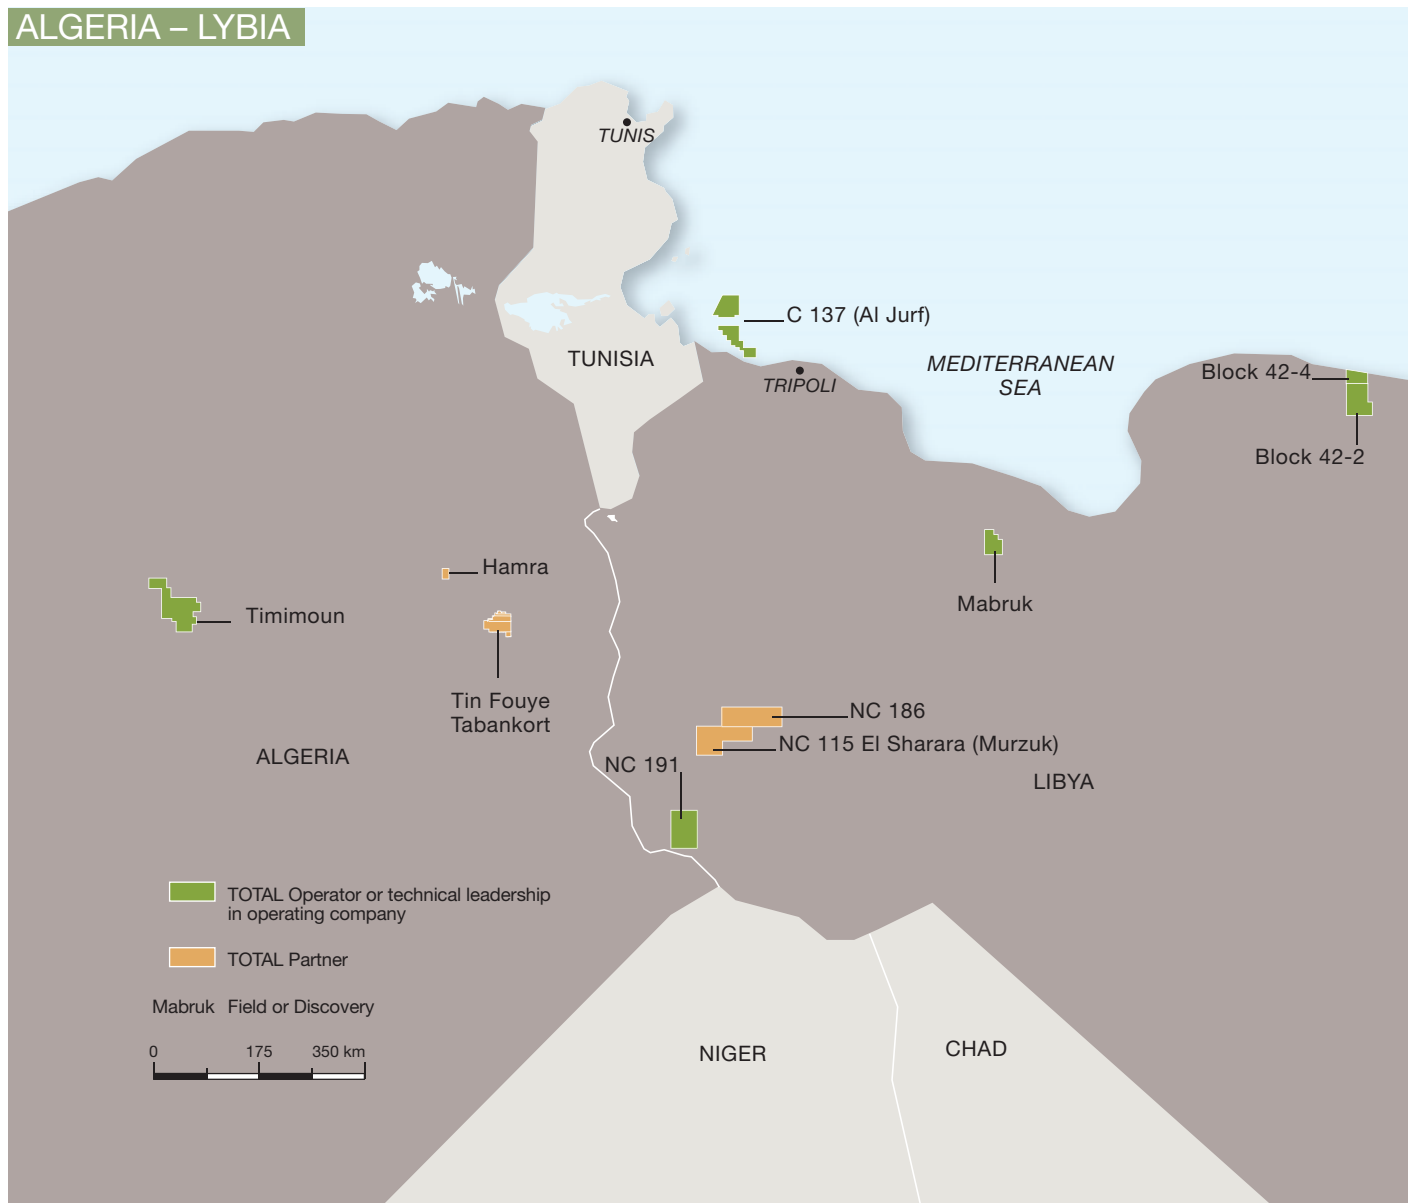 ALGERIA – LYBIA
TUNIS
C 137 (Al Jurf)
TUNISIA
TRIPOLI
MEDITERRANEAN
SEA
Block 42-4
Block 42-2
Hamra
Timimoun
Mabruk
Tin Fouye
Tabankort
NC 186
NC 115 El Sharara (Murzuk)
ALGERIA
NC 191
LIBYA
TOTAL Operator or technical leadership
in operating company
TOTAL Partner
Mabruk Field or Discovery
0 175 350 km
NIGER
CHAD